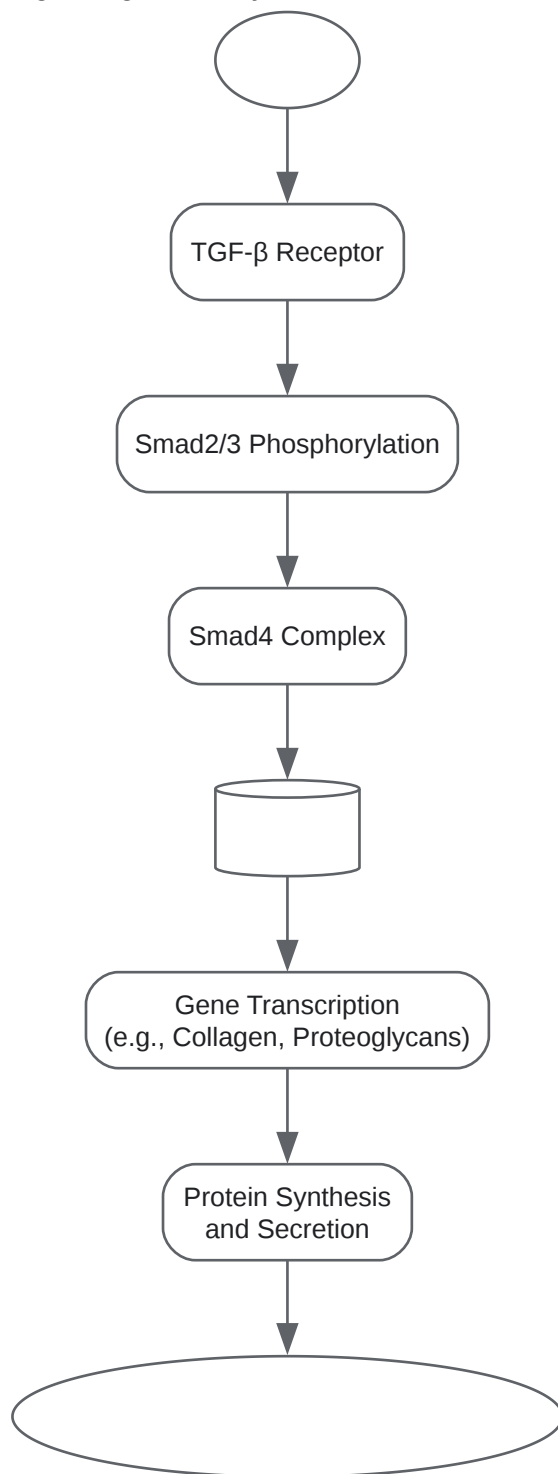 TGF-β Receptor
Smad2/3 Phosphorylation
Smad4 Complex
Gene Transcription
(e.g., Collagen, Proteoglycans)
Protein Synthesis
and Secretion